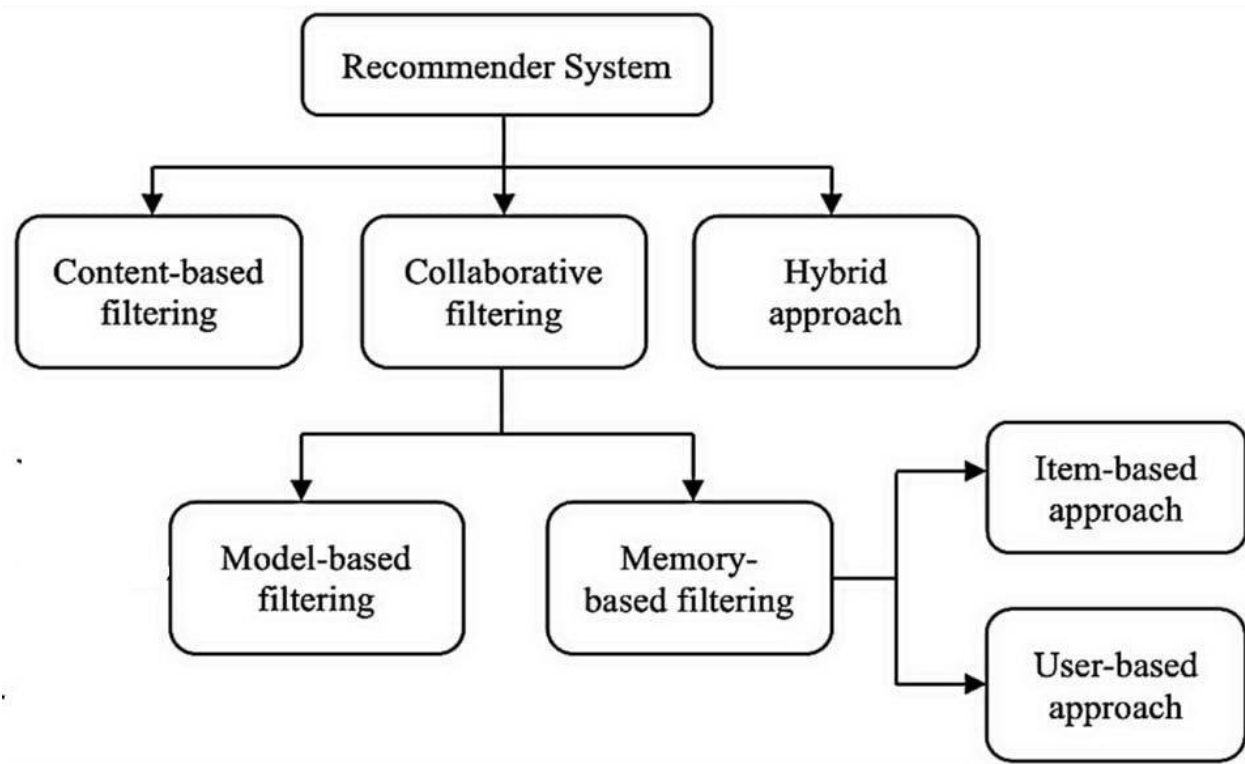 Recommender System
Content-based
filtering
Collaborative
filtering
Hybrid
approach
Model-based
filtering
Memory-
based filtering
Item-based
approach
User-based
approach